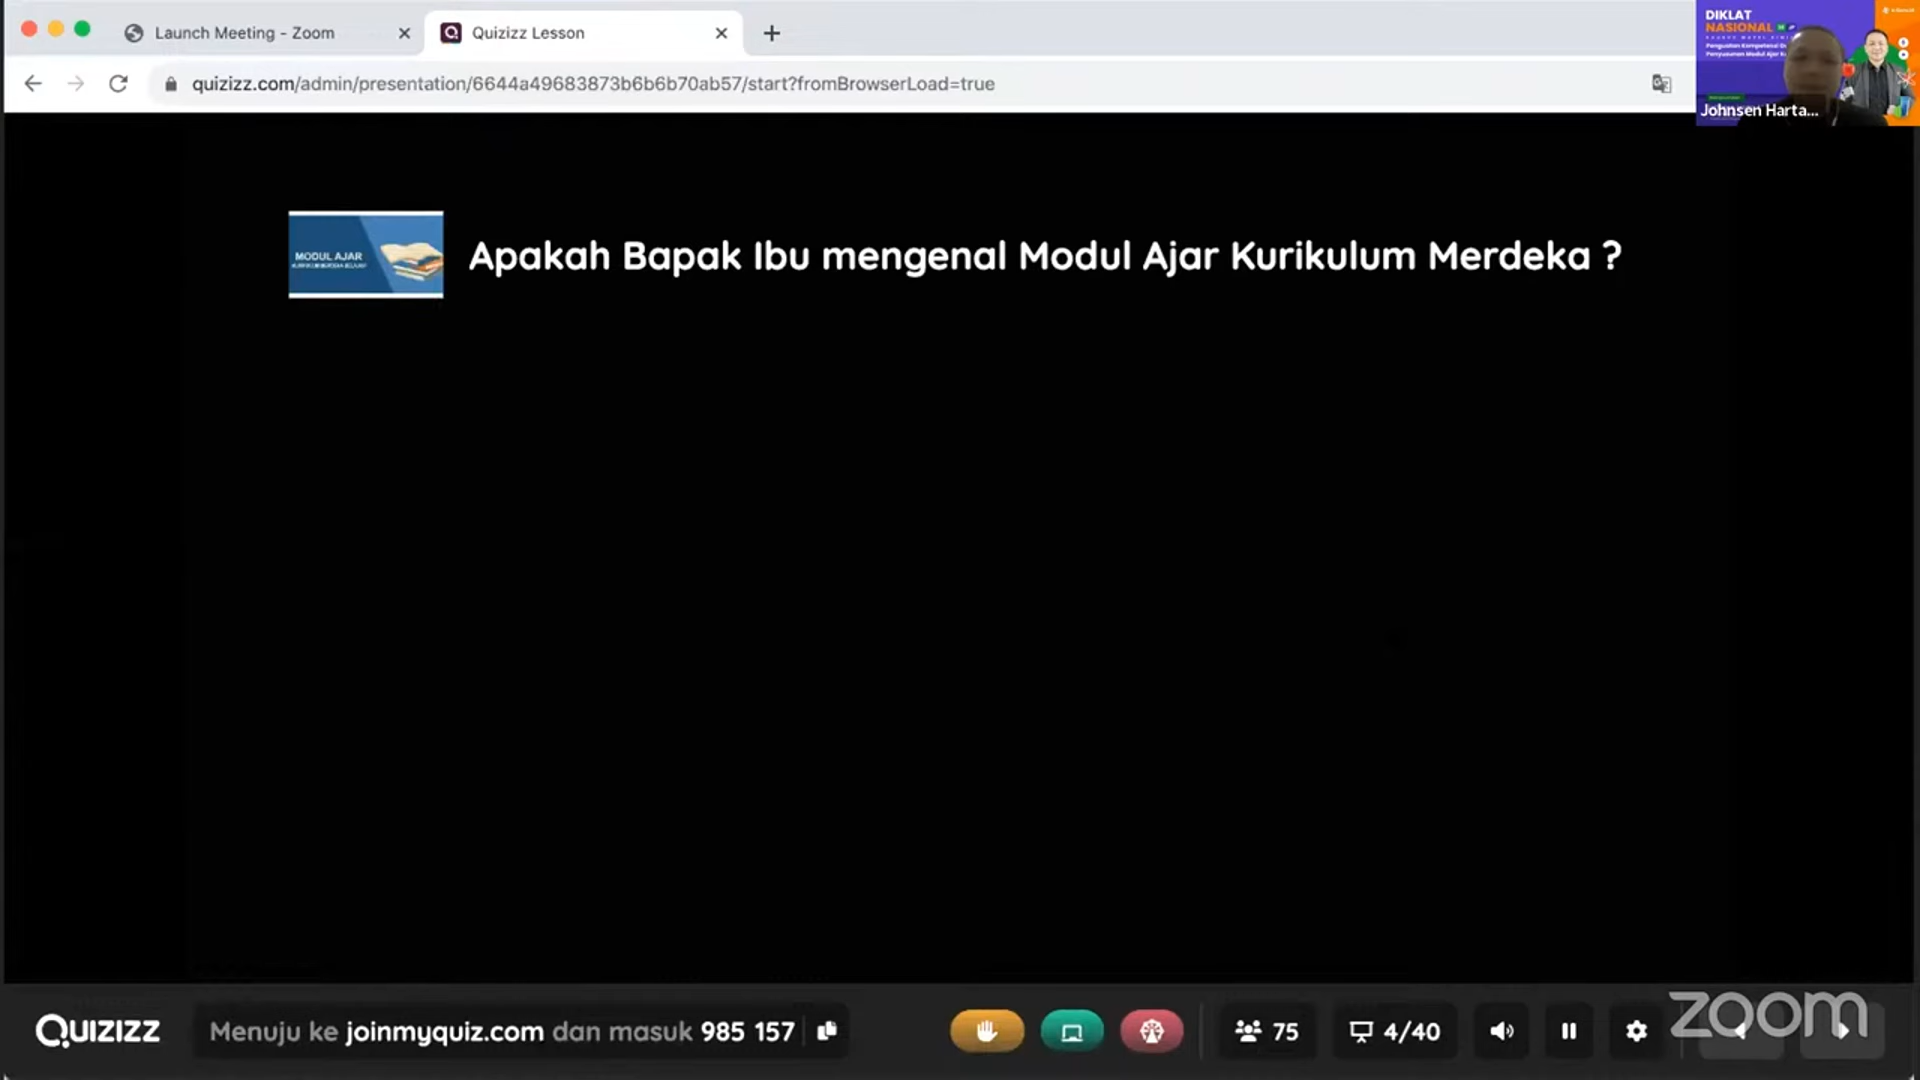 Launch Meeting - Zoom
Quizizz Lesson
quizizz.com/admin/presentation/6644a49683873b6b6b70ab57/start?fromBrowserLoad=true
DIKLAT
NASIONAL
Johnsen Harta...
MODUL AJAR
Apakah Bapak Ibu mengenal Modul Ajar Kurikulum Merdeka ?
QUIZIZZ
Menuju ke joinmyquiz.com dan masuk 985 157
75
4/40
zoom